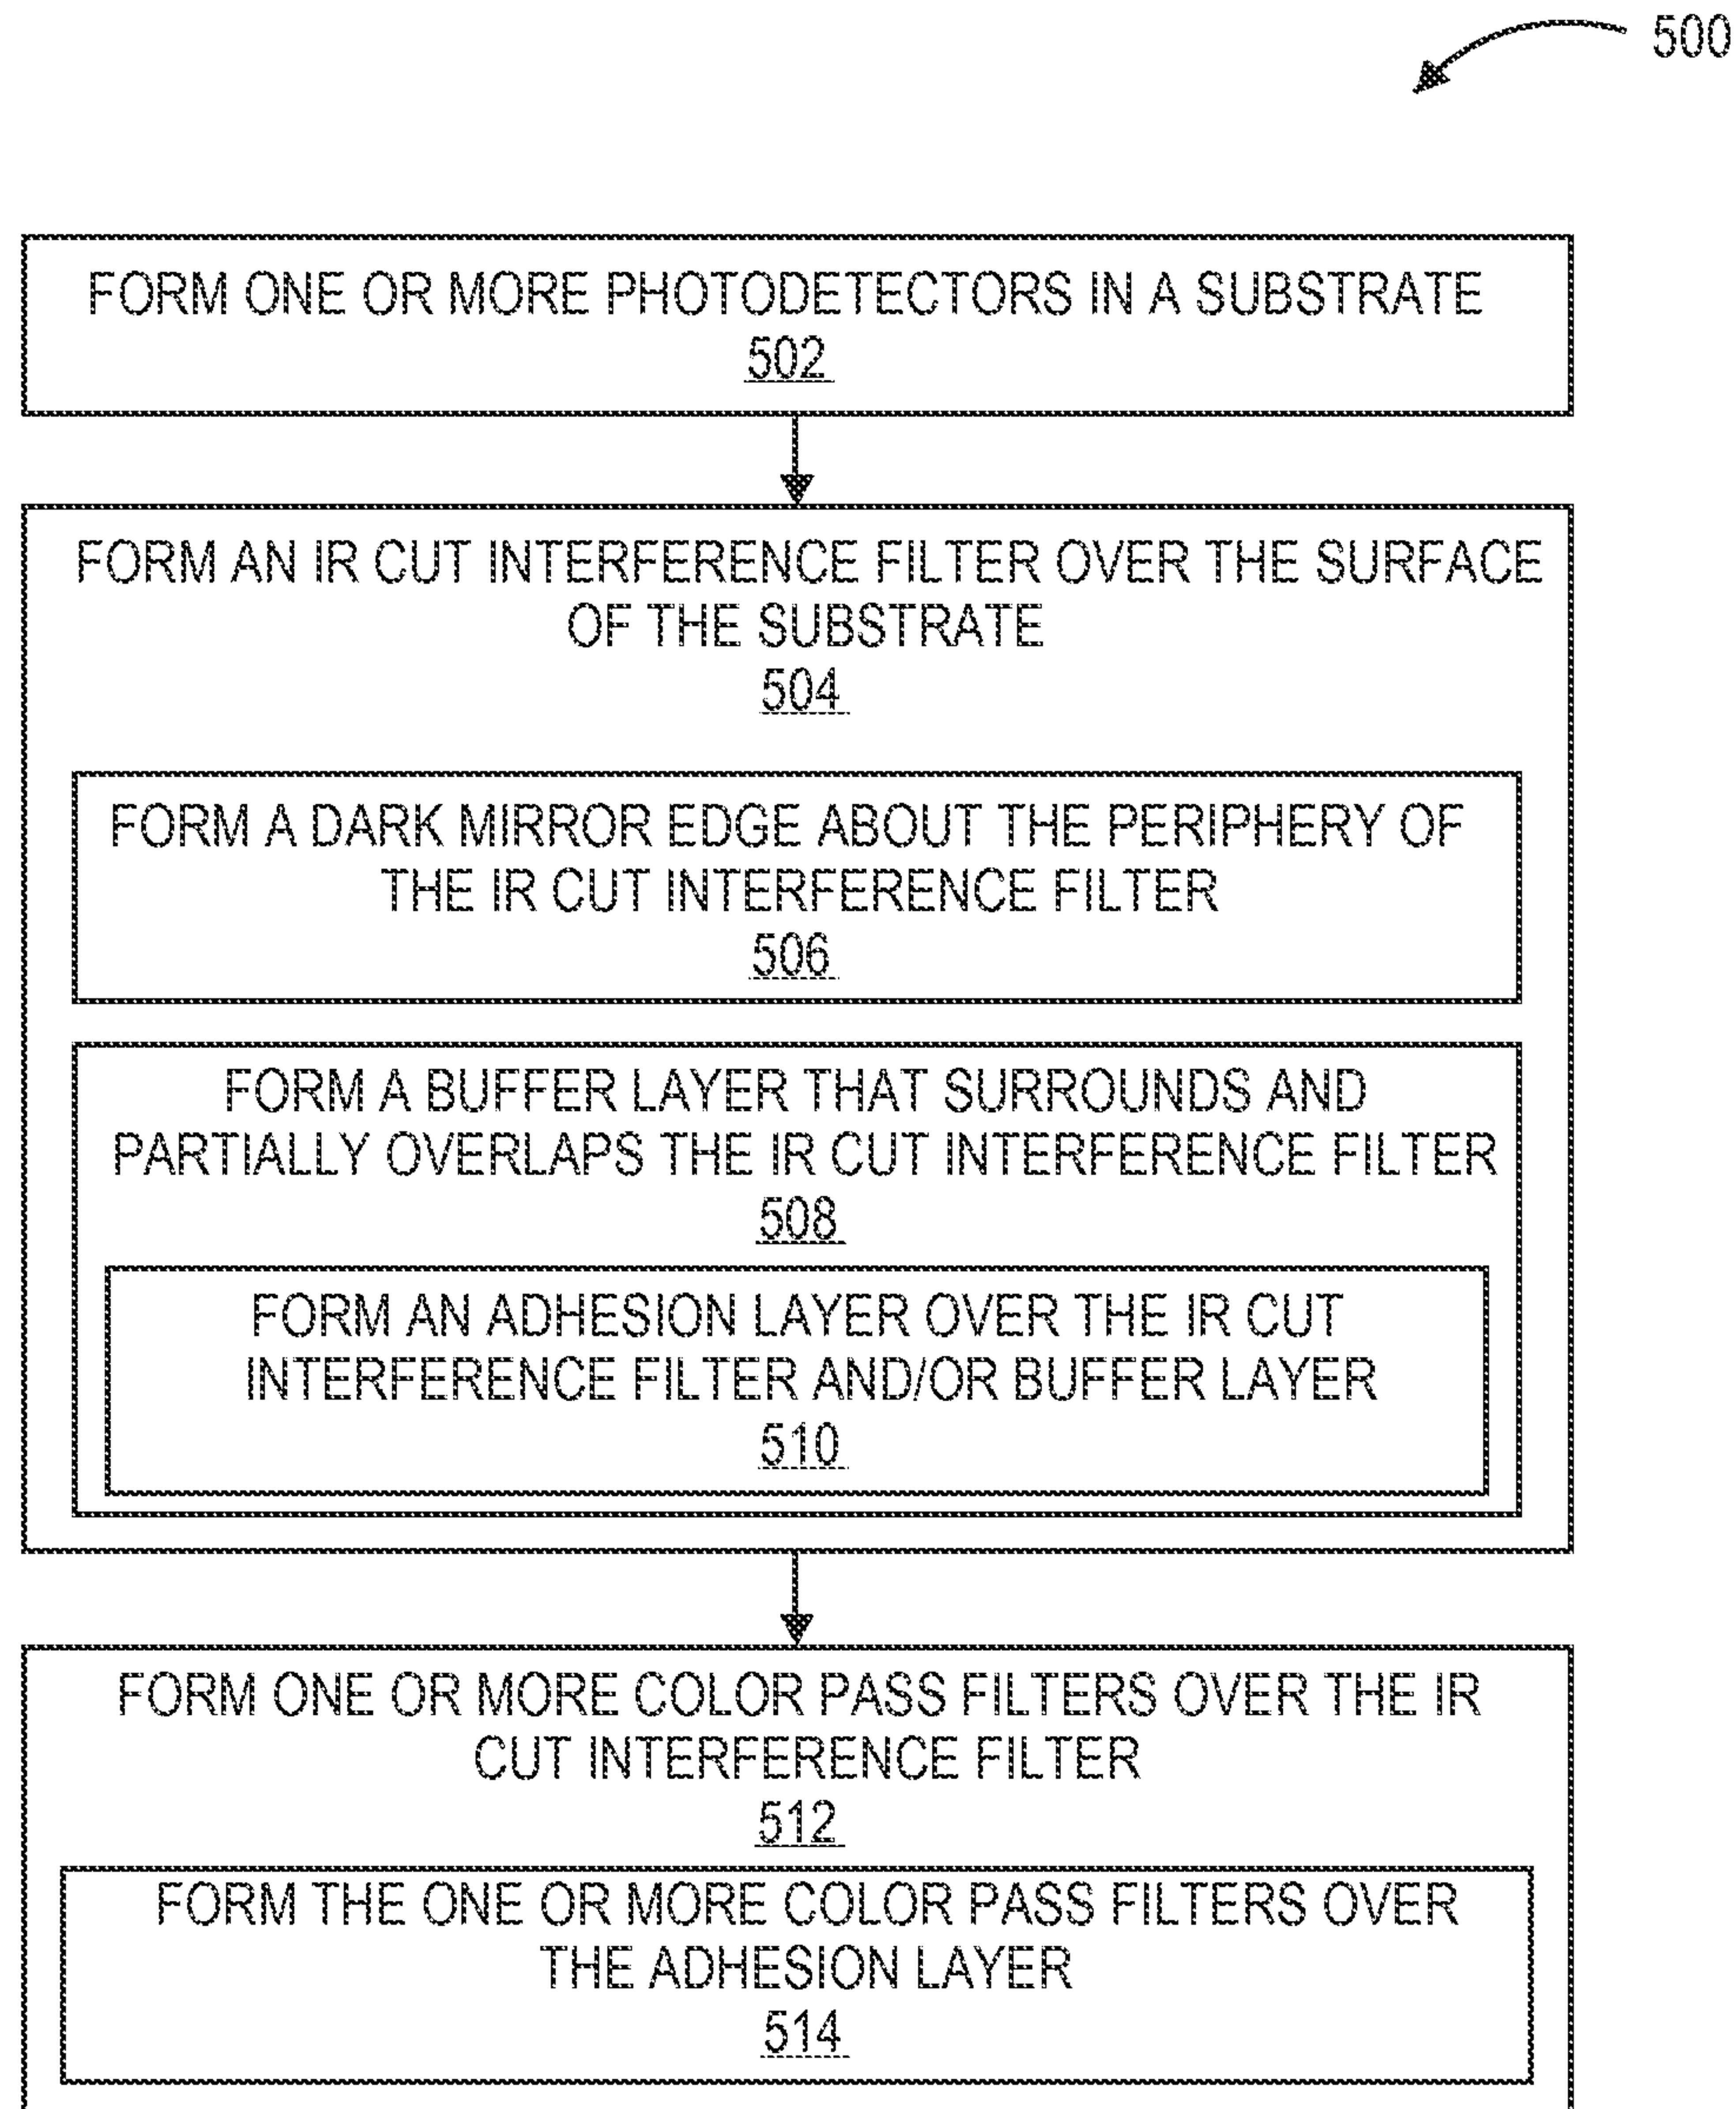 500
FORM ONE OR MORE PHOTODETECTORS IN A SUBSTRATE
502
FORM AN IR CUT INTERFERENCE FILTER OVER THE SURFACE
OF THE SUBSTRATE
504
FORM A DARK MIRROR EDGE ABOUT THE PERIPHERY OF
THE IR CUT INTERFERENCE FILTER
506
FORM A BUFFER LAYER THAT SURROUNDS AND
PARTIALLY OVERLAPS THE IR CUT INTERFERENCE FILTER
508
FORM AN ADHESION LAYER OVER THE IR CUT
INTERFERENCE FILTER AND/OR BUFFER LAYER
510
FORM ONE OR MORE COLOR PASS FILTERS OVER THE IR
CUT INTERFERENCE FILTER
512
FORM THE ONE OR MORE COLOR PASS FILTERS OVER
THE ADHESION LAYER
514